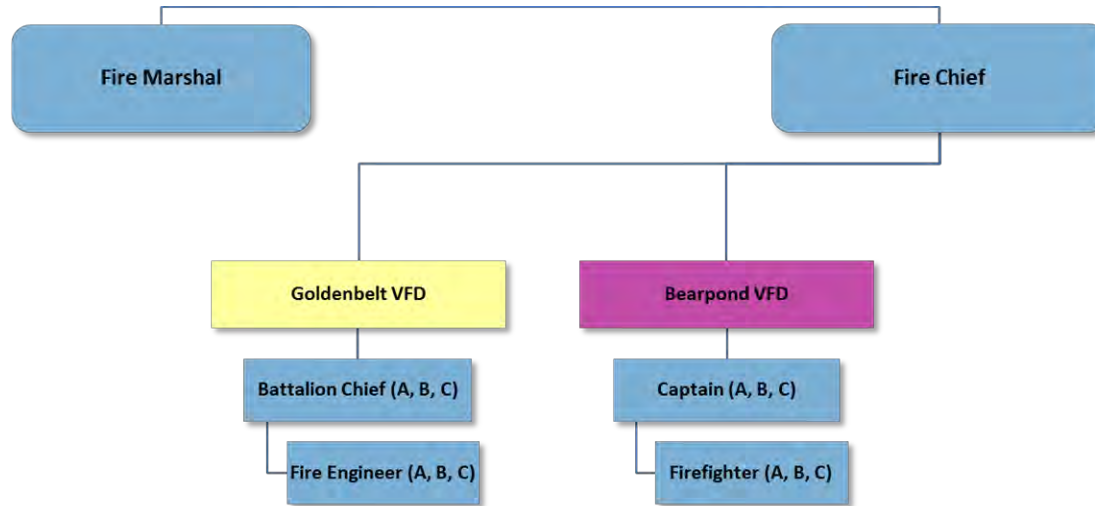 Fire Marshal
Fire Chief
Goldenbelt VFD
Bearpond VFD
Battalion Chief (A, B, C)
Captain (A, B, C)
Fire Engineer (A, B, C)
Firefighter (A, B, C)